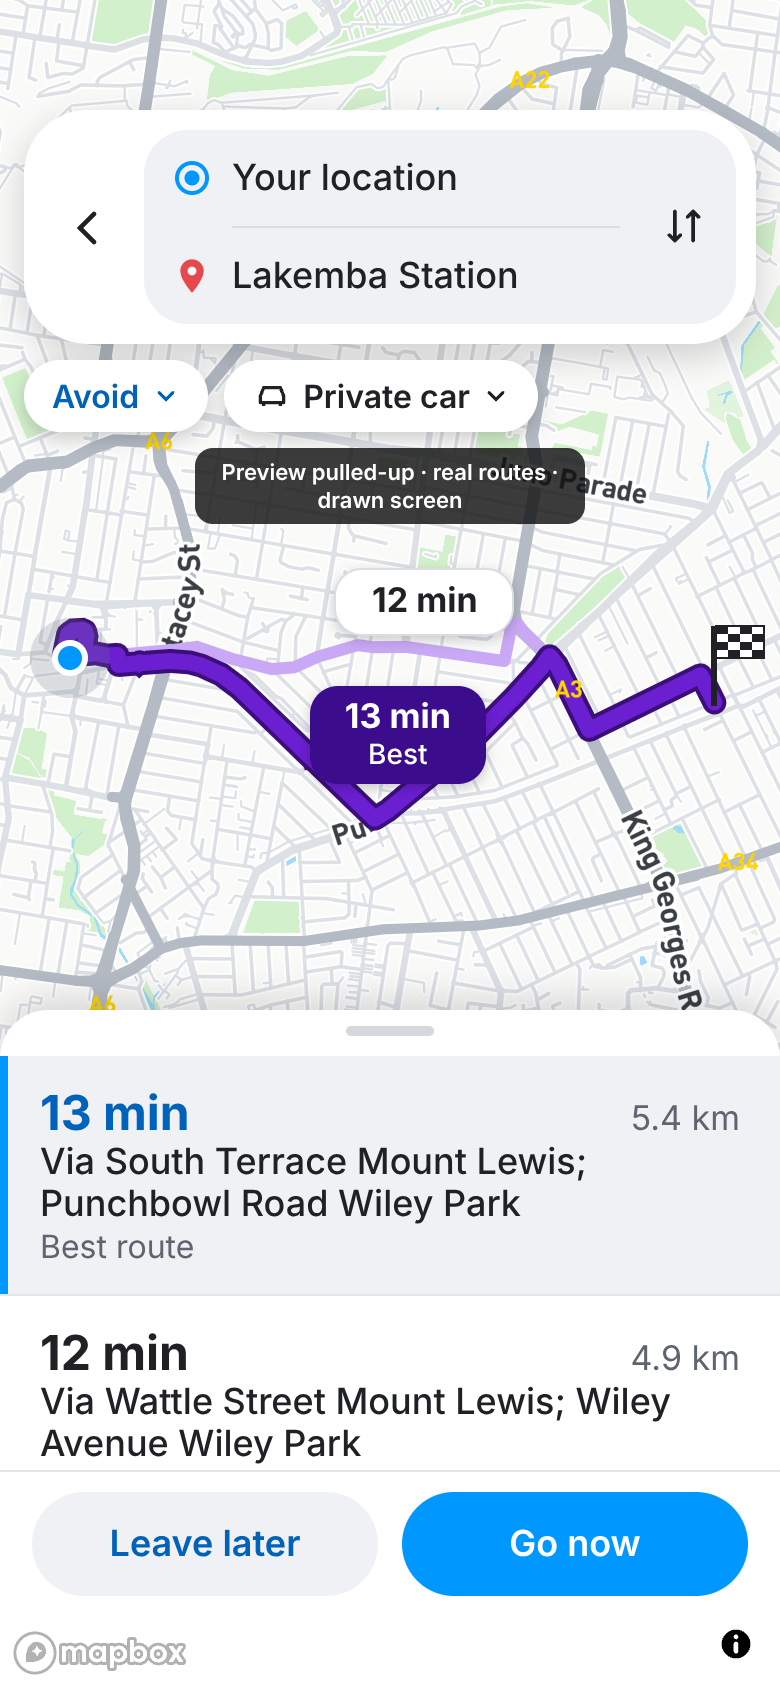 A22
Your location
Lakemba Station
Avoid
Private car
A6
Preview pulled-up · real routes ·
drawn screen
Parade
tacey St
12 min
A3
13 min
Best
Pu
King Georges R
A34
A6
13 min
5.4 km
Via South Terrace Mount Lewis;
Punchbowl Road Wiley Park
Best route
12 min
4.9 km
Via Wattle Street Mount Lewis; Wiley
Avenue Wiley Park
Leave later
Go now
mapbox